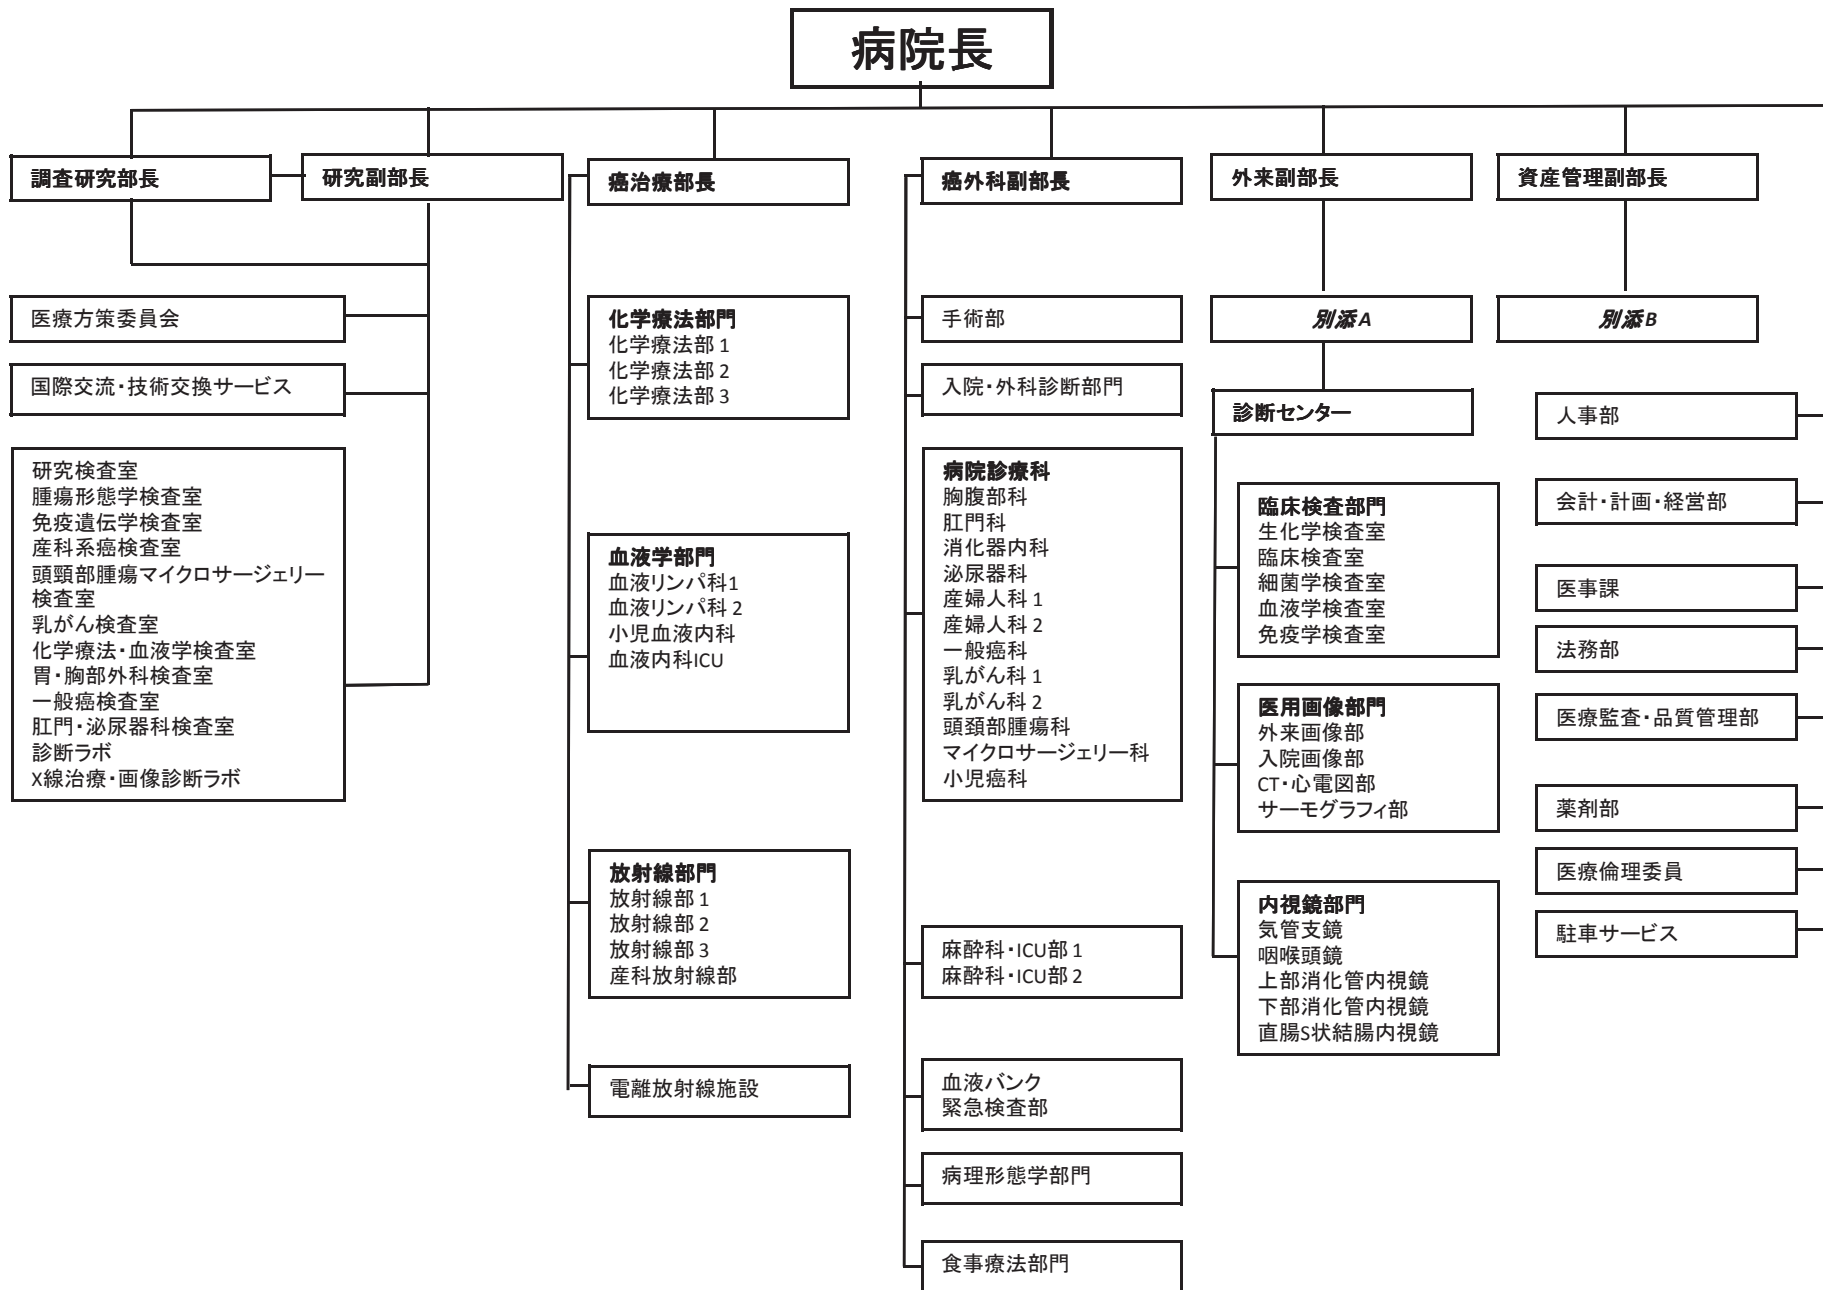 病院長
調査研究部長
研究副部長
癌治療部長
癌外科副部長
外来副部長
資産管理副部長
医療方策委員会
国際交流・技術交換サービス
研究検査室
腫瘍形態学検査室
免疫遺伝学検査室
産科系癌検査室
頭頸部腫瘍マイクロサージェリー
検査室
乳がん検査室
化学療法・血液学検査室
胃・胸部外科検査室
一般癌検査室
肛門・泌尿器科検査室
診断ラボ
X線治療・画像診断ラボ
化学療法部門
化学療法部 1
化学療法部 2
化学療法部 3
血液学部門
血液リンパ科1
血液リンパ科 2
小児血液内科
血液内科ICU
放射線部門
放射線部 1
放射線部 2
放射線部 3
産科放射線部
電離放射線施設
手術部
入院・外科診断部門
病院診療科
胸腹部科
肛門科
消化器内科
泌尿器科
産婦人科 1
産婦人科 2
一般癌科
乳がん科 1
乳がん科 2
頭頚部腫瘍科
マイクロサージェリー科
小児癌科
麻酔科・ICU部 1
麻酔科・ICU部 2
血液バンク
緊急検査部
病理形態学部門
食事療法部門
別添A
診断センター
臨床検査部門
生化学検査室
臨床検査室
細菌学検査室
血液学検査室
免疫学検査室
医用画像部門
外来画像部
入院画像部
CT・心電図部
サーモグラフィ部
内視鏡部門
気管支鏡
咽喉頭鏡
上部消化管内視鏡
下部消化管内視鏡
直腸S状結腸内視鏡
別添B
人事部
会計・計画・経営部
医事課
法務部
医療監査・品質管理部
薬剤部
医療倫理委員
駐車サービス